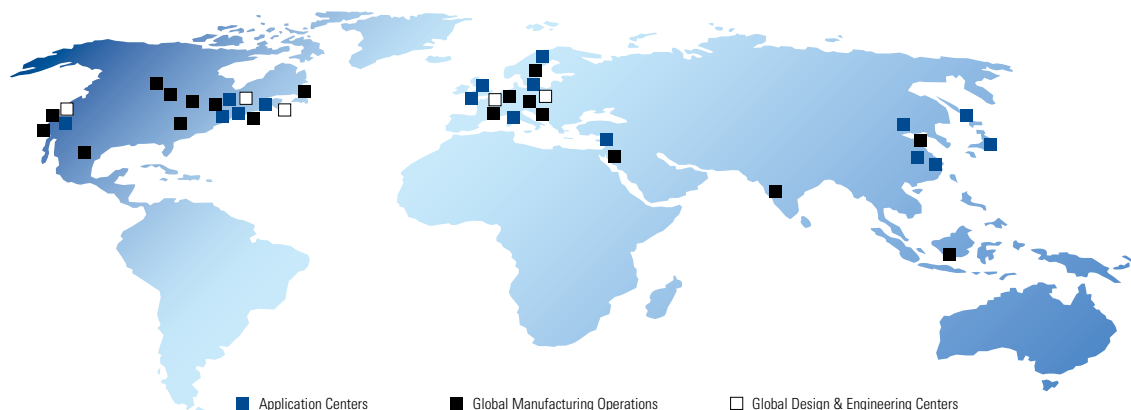 Application Centers
Global Manufacturing Operations
Global Design & Engineering Centers